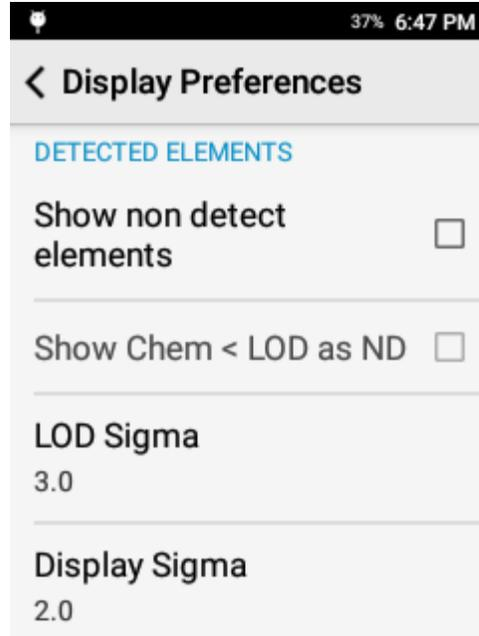 37% 6:47 PM
Display Preferences
DETECTED ELEMENTS
Show non detect
elements
Show Chem < LOD as ND
LOD Sigma
3.0
Display Sigma
2.0